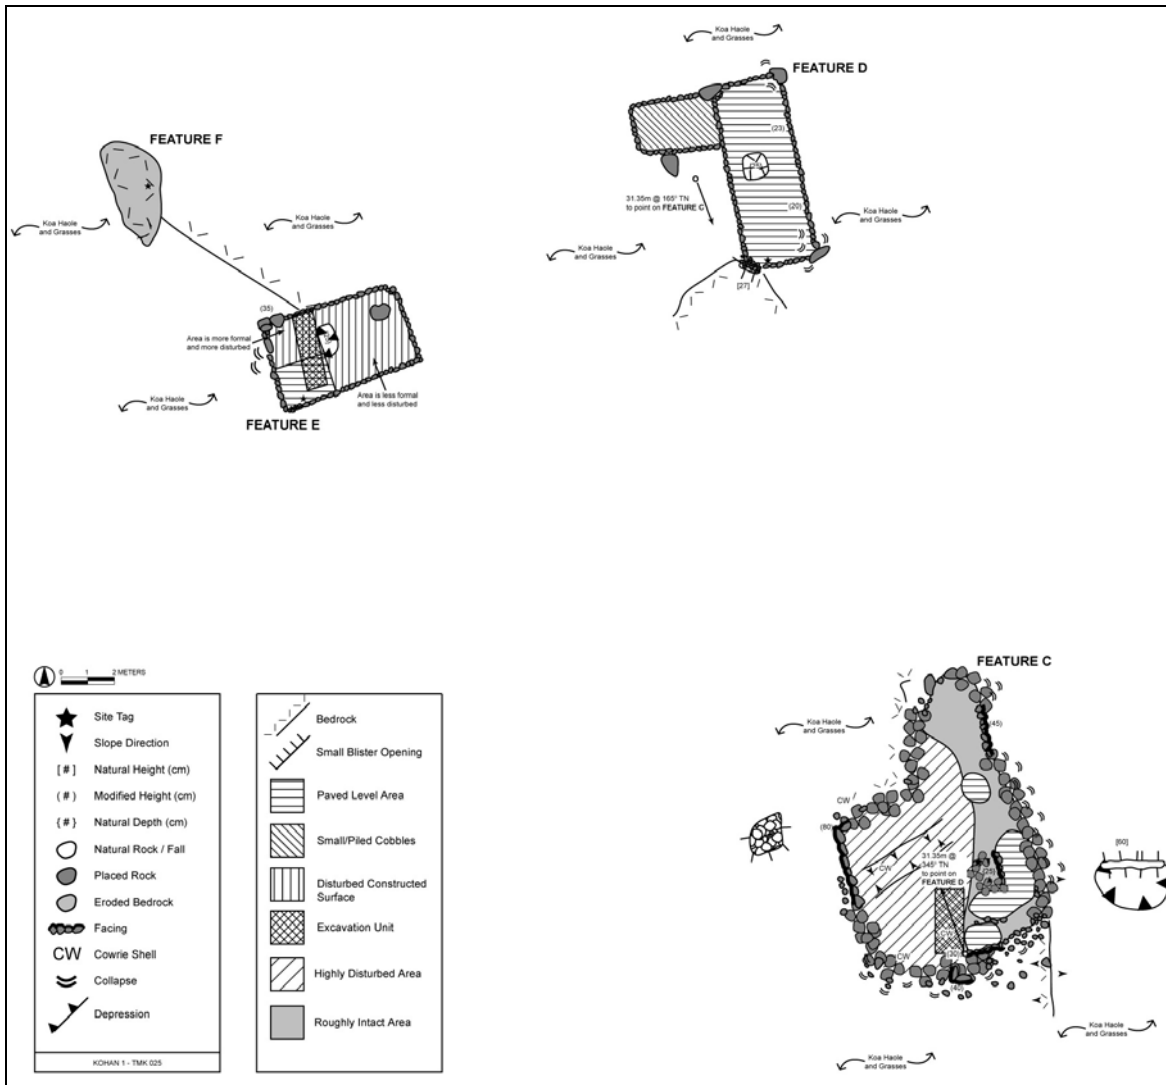 Koa Haole
and Grasses
FEATURE D
(23)
FEATURE F
31.35m @ 165° TN
to point on FEATURE C
(20)
Koa Haole
and Grasses
Koa Haole
and Grasses
Koa Haole
and Grasses
Koa Haole
and Grasses
[27]
(35)
Area is more formal
and more disturbed
Area is less formal
and less disturbed
Koa Haole
and Grasses
FEATURE E
FEATURE C
0 1 2 METERS
Site Tag
Slope Direction
[ # ] Natural Height (cm)
( # ) Modified Height (cm)
{ # } Natural Depth (cm)
Natural Rock / Fall
Placed Rock
Eroded Bedrock
Facing
CW Cowrie Shell
Collapse
Depression
KOHAN 1 - TMK 025
Bedrock
Small Blister Opening
Paved Level Area
Small/Piled Cobbles
Disturbed Constructed
Surface
Excavation Unit
Highly Disturbed Area
Roughly Intact Area
Koa Haole
and Grasses
(45)
CW
(80)
CW
31.35m @
345° TN
to point on
FEATURE D
(25)
[60]
CW
CW
(30)
(40)
Koa Haole
and Grasses
Koa Haole
and Grasses